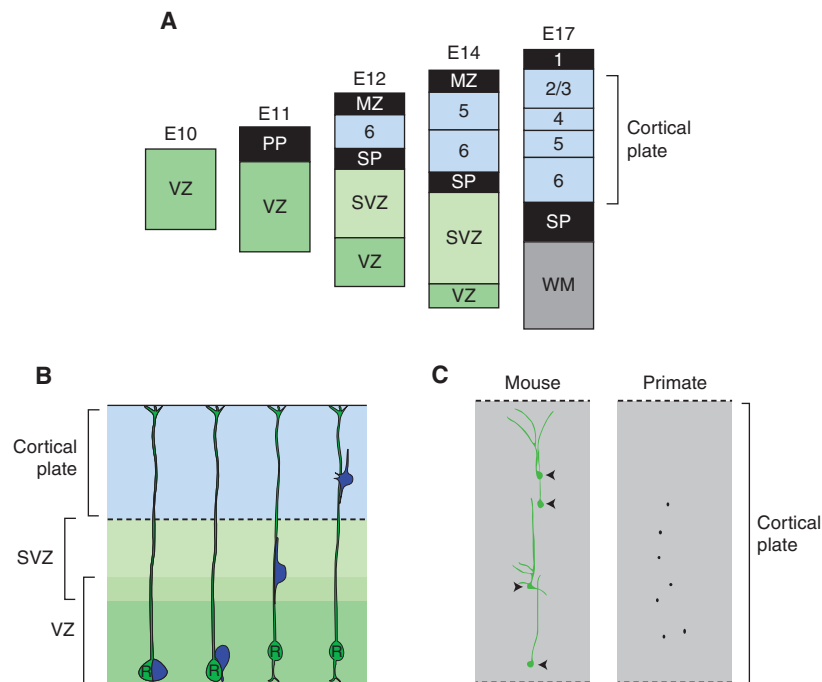 A
E10
VZ
E11
PP
VZ
E12
MZ
6
SP
SVZ
VZ
E14
MZ
5
6
SP
SVZ
VZ
E17
1
2/3
4
5
6
SP
WM
Cortical
plate
B
Cortical
plate
SVZ
VZ
R
R
R
R
C
Mouse
Primate
Cortical
plate